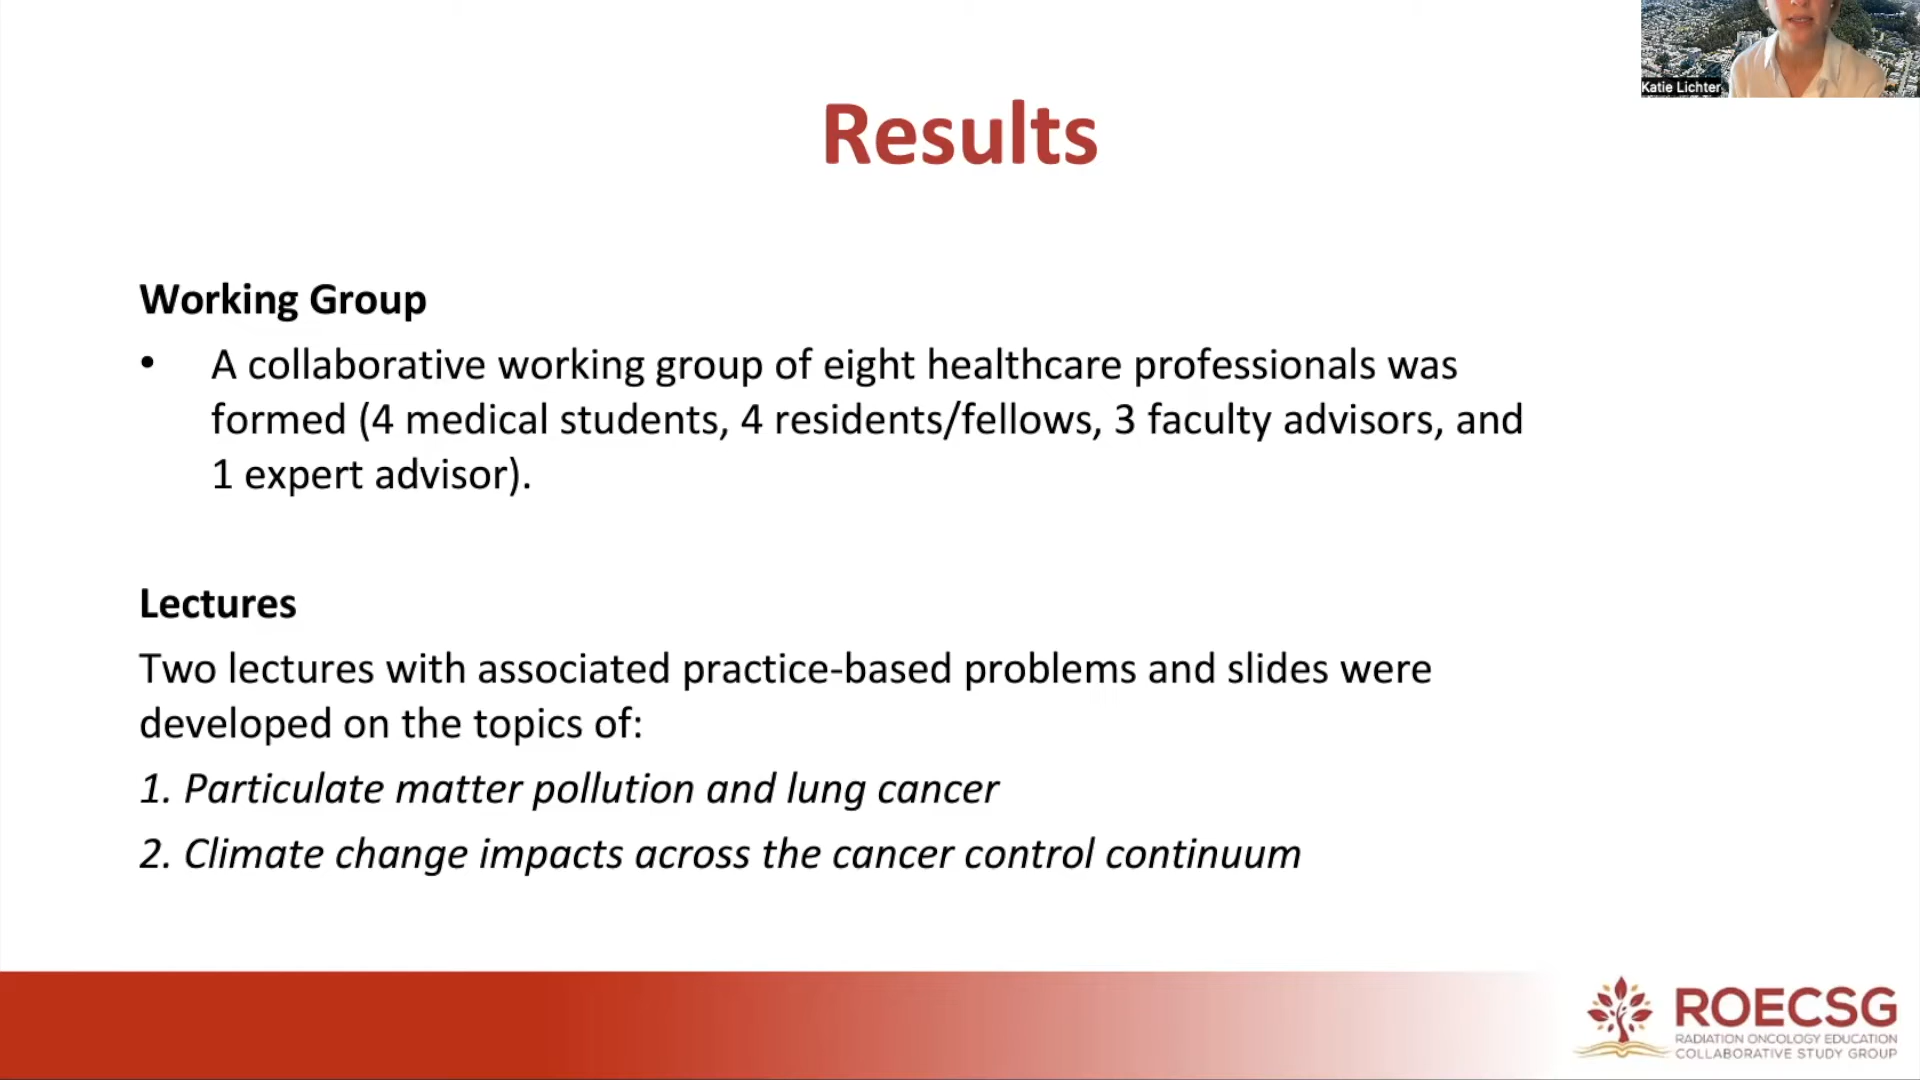 Katie Lichter
Results
Working Group
• A collaborative working group of eight healthcare professionals was
formed (4 medical students, 4 residents/fellows, 3 faculty advisors, and
1 expert advisor).
Lectures
Two lectures with associated practice-based problems and slides were
developed on the topics of:
1. Particulate matter pollution and lung cancer
2. Climate change impacts across the cancer control continuum
ROECSG
RADIATION ONCOLOGY EDUCATION
COLLABORATIVE STUDY GROUP